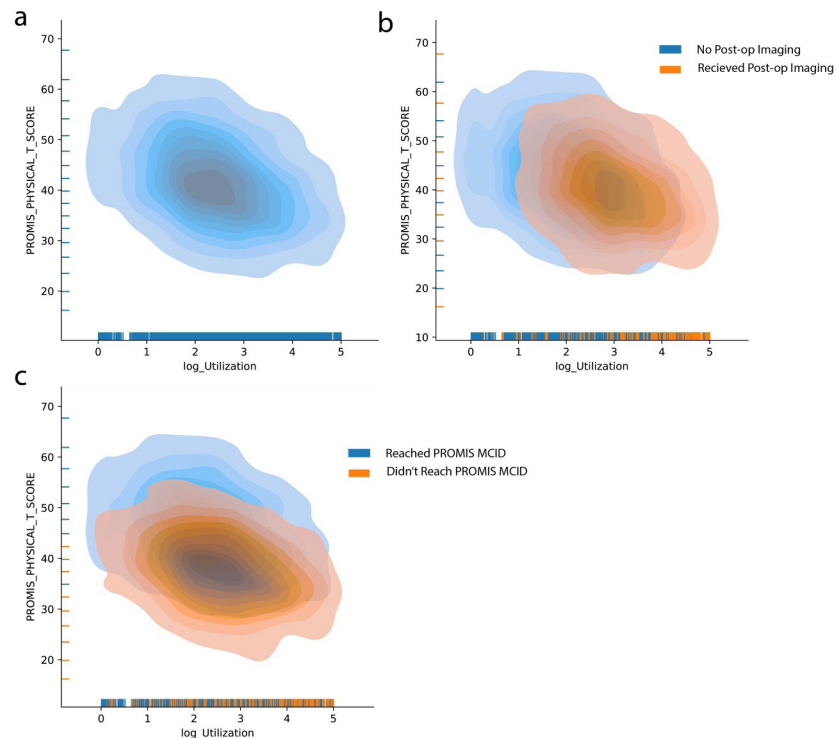 a
70
60
50
40
30
20
PROMIS_PHYSICAL_T_SCORE
0 1 2 3 4 5
log_Utilization
b
No Post-op Imaging
Recieved Post-op Imaging
70
60
50
40
30
20
10
PROMIS_PHYSICAL_T_SCORE
0 1 2 3 4 5
log_Utilization
c
Reached PROMIS MCID
Didn't Reach PROMIS MCID
70
60
50
40
30
20
PROMIS_PHYSICAL_T_SCORE
0 1 2 3 4 5
log_Utilization